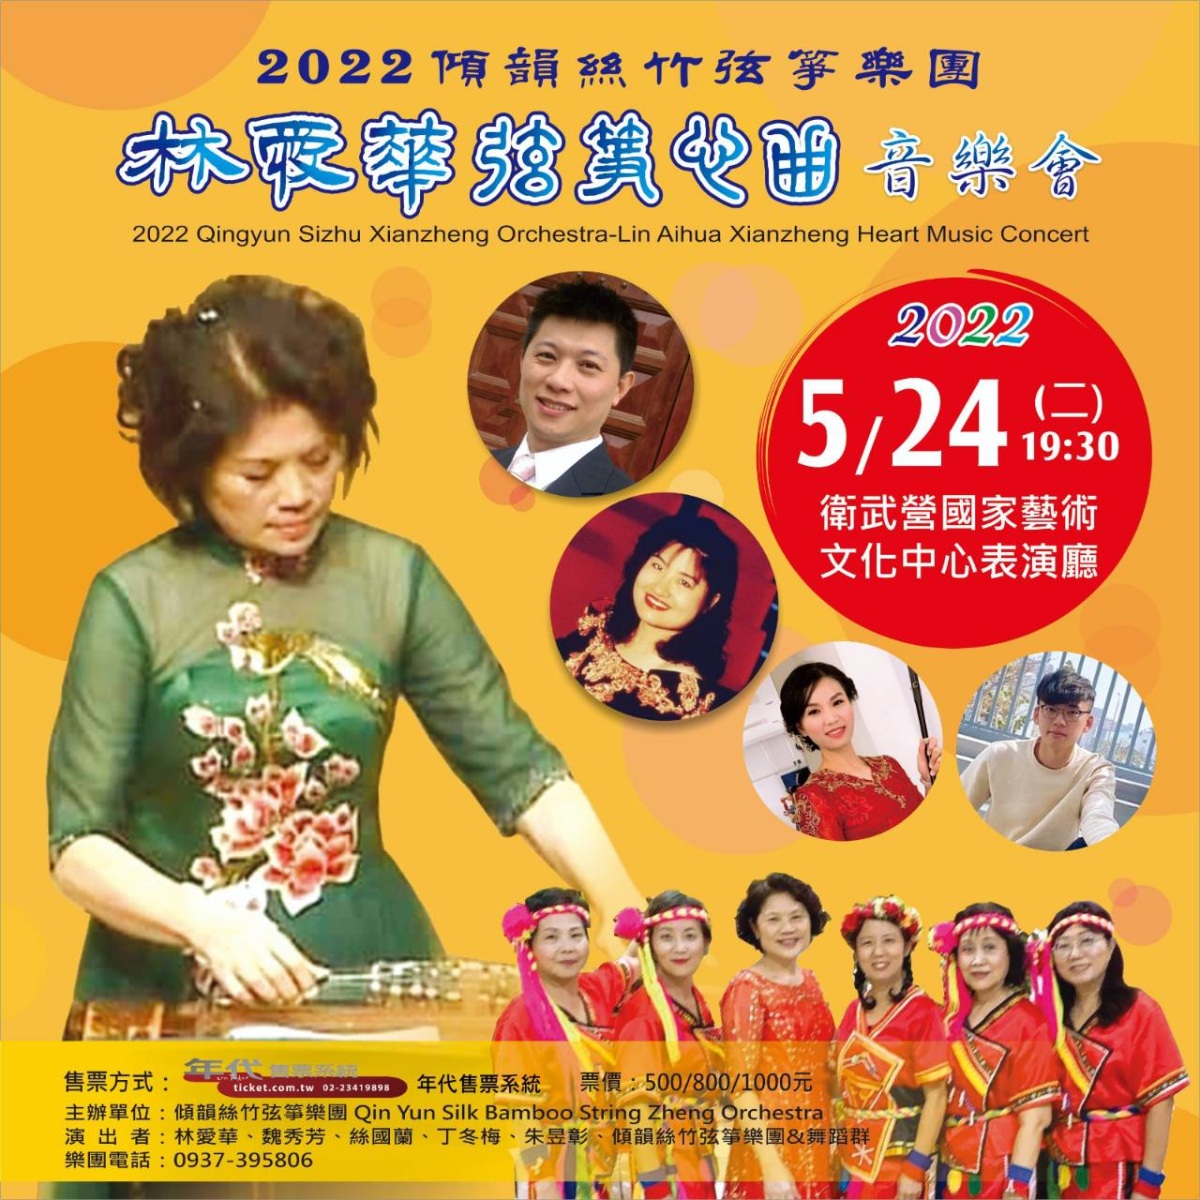 2022傾韻絲竹弦箏樂團
林愛華弦箏心曲 音樂會
2022 Qingyun Sizhu Xianzheng Orchestra-Lin Aihua Xianzheng Heart Music Concert
2022
5/24 (二) 19:30
衛武營國家藝術
文化中心表演廳
售票方式：年代 售票系統 ticket.com.tw 02-23419898 年代售票系統 票價：500/800/1000元
主辦單位：傾韻絲竹弦箏樂團 Qin Yun Silk Bamboo String Zheng Orchestra
演出者：林愛華、魏秀芳、絲國蘭、丁冬梅、朱昱彰、傾韻絲竹弦箏樂團&舞蹈群
樂團電話：0937-395806